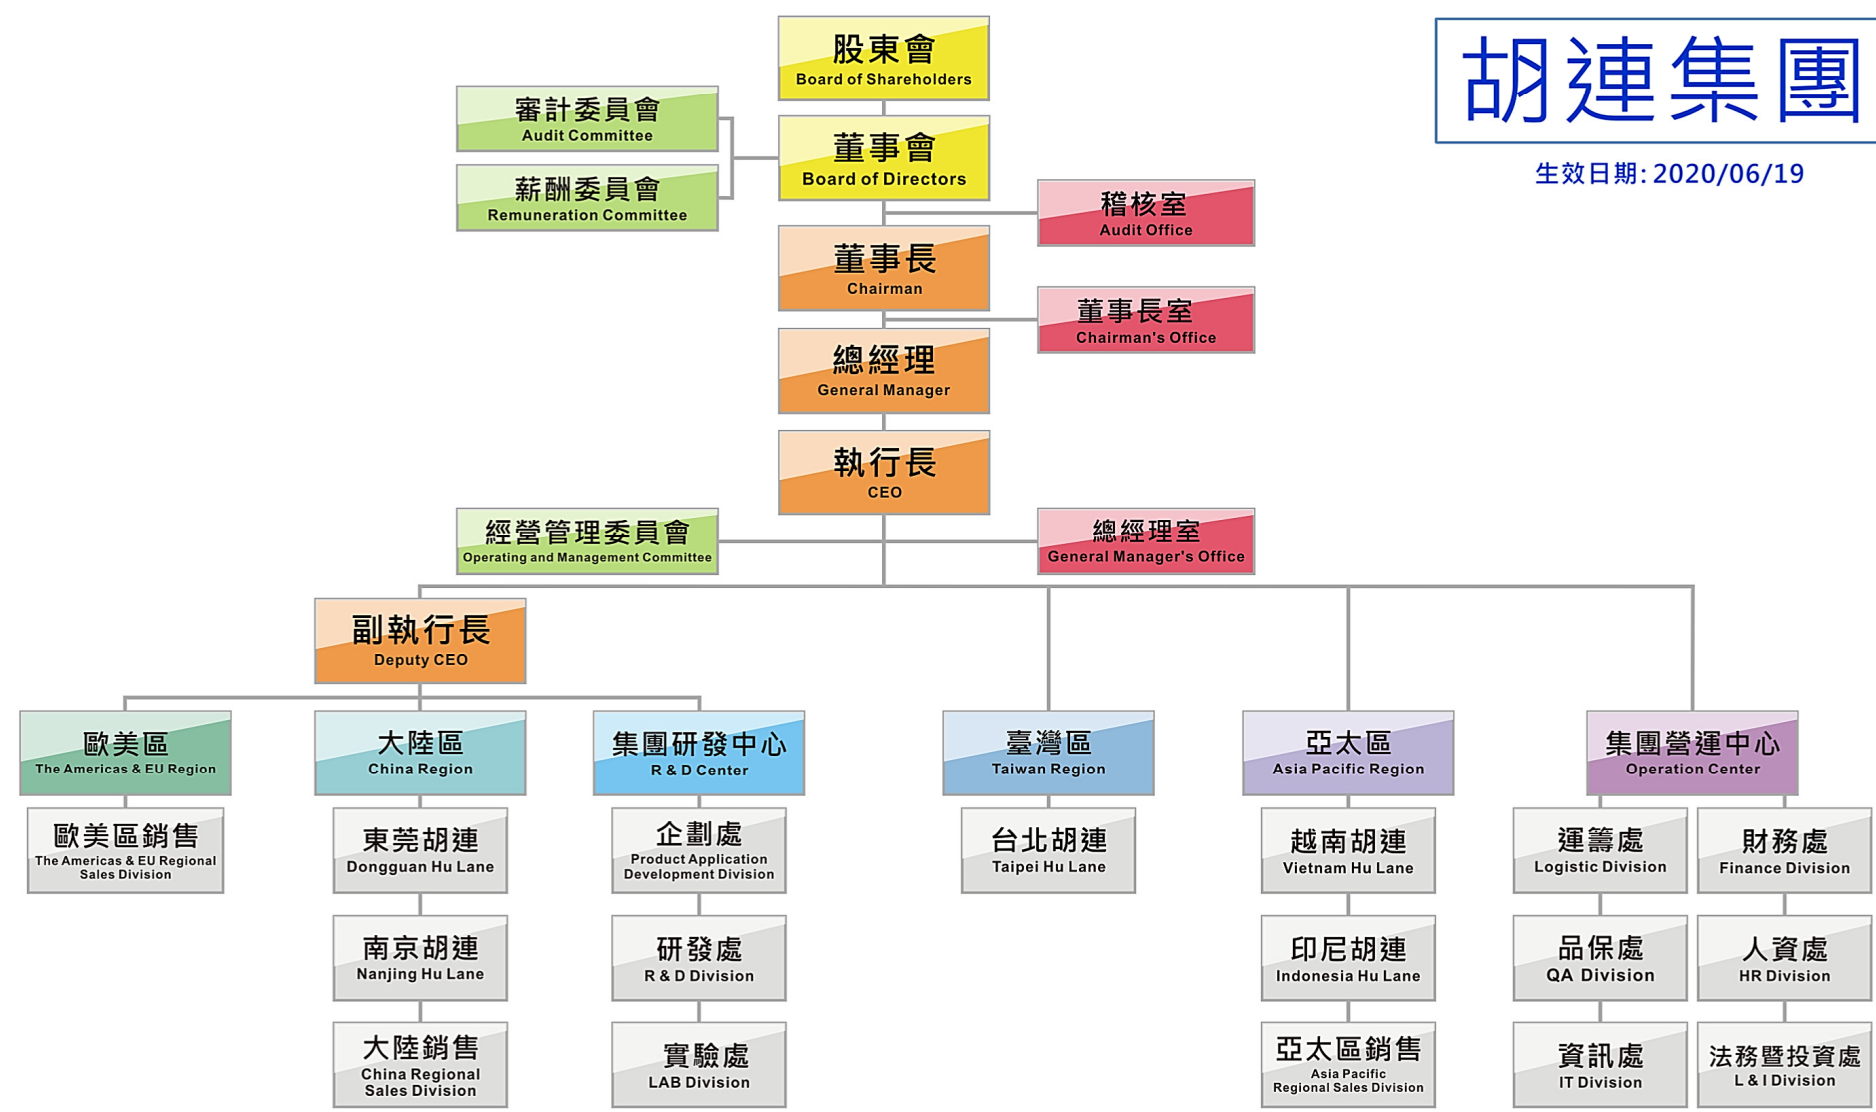 股東會
Board of Shareholders
胡連集團
生效日期: 2020/06/19
審計委員會
Audit Committee
董事會
Board of Directors
薪酬委員會
Remuneration Committee
稽核室
Audit Office
董事長
Chairman
董事長室
Chairman's Office
總經理
General Manager
執行長
CEO
經營管理委員會
Operating and Management Committee
總經理室
General Manager's Office
副執行長
Deputy CEO
歐美區
The Americas & EU Region
大陸區
China Region
集團研發中心
R & D Center
臺灣區
Taiwan Region
亞太區
Asia Pacific Region
集團營運中心
Operation Center
歐美區銷售
The Americas & EU Regional
Sales Division
東莞胡連
Dongguan Hu Lane
企劃處
Product Application
Development Division
台北胡連
Taipei Hu Lane
越南胡連
Vietnam Hu Lane
運籌處
Logistic Division
財務處
Finance Division
南京胡連
Nanjing Hu Lane
研發處
R & D Division
印尼胡連
Indonesia Hu Lane
品保處
QA Division
人資處
HR Division
大陸銷售
China Regional
Sales Division
實驗處
LAB Division
亞太區銷售
Asia Pacific
Regional Sales Division
資訊處
IT Division
法務暨投資處
L & I Division